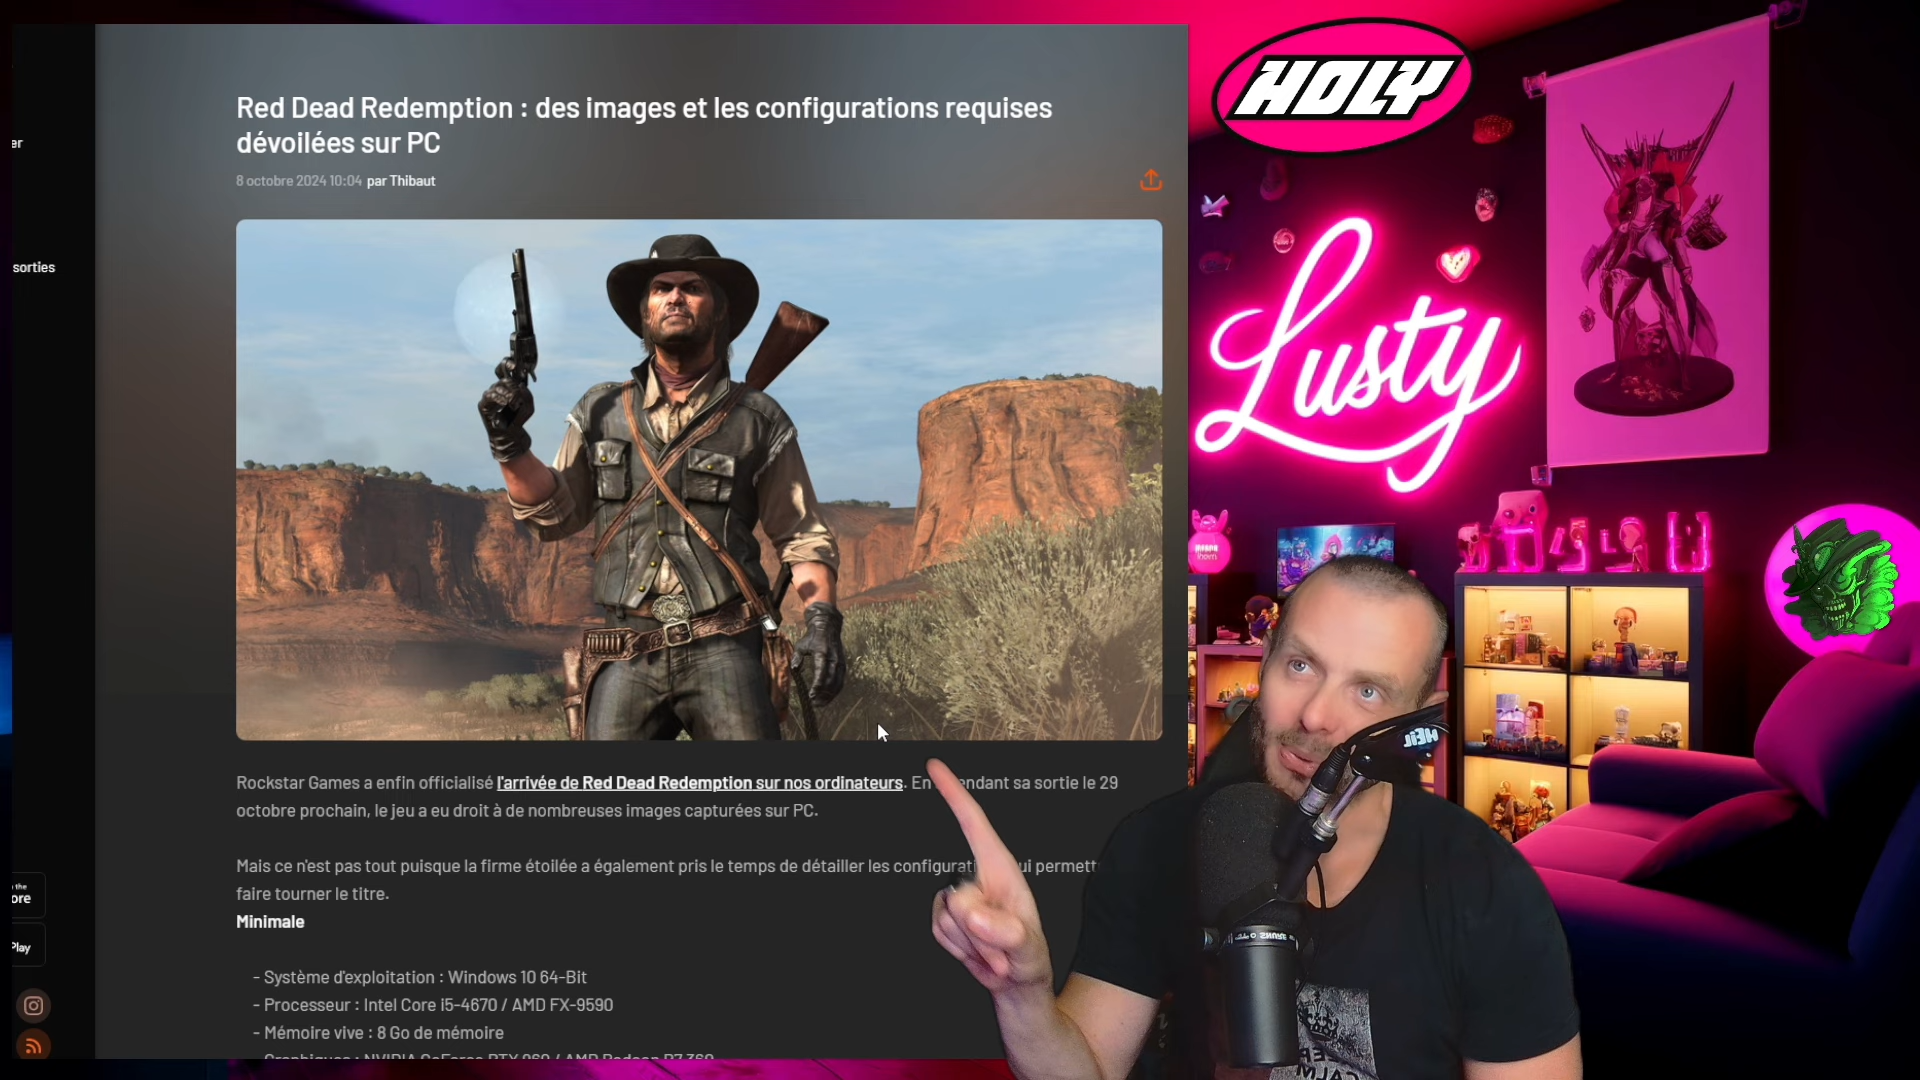 Red Dead Redemption : des images et les configurations requises
dévoilées sur PC
8 octobre 2024 10:04 par Thibaut
er
sorties
Rockstar Games a enfin officialisé l'arrivée de Red Dead Redemption sur nos ordinateurs. En endant sa sortie le 29
octobre prochain, le jeu a eu droit à de nombreuses images capturées sur PC.
Mais ce n'est pas tout puisque la firme étoilée a également pris le temps de détailler les configurati ui permett
faire tourner le titre.
Minimale
- Système d'exploitation : Windows 10 64-Bit
- Processeur : Intel Core i5-4670 / AMD FX-9590
- Mémoire vive : 8 Go de mémoire
the
ore
Play
HOLY
Lusty
SHURE